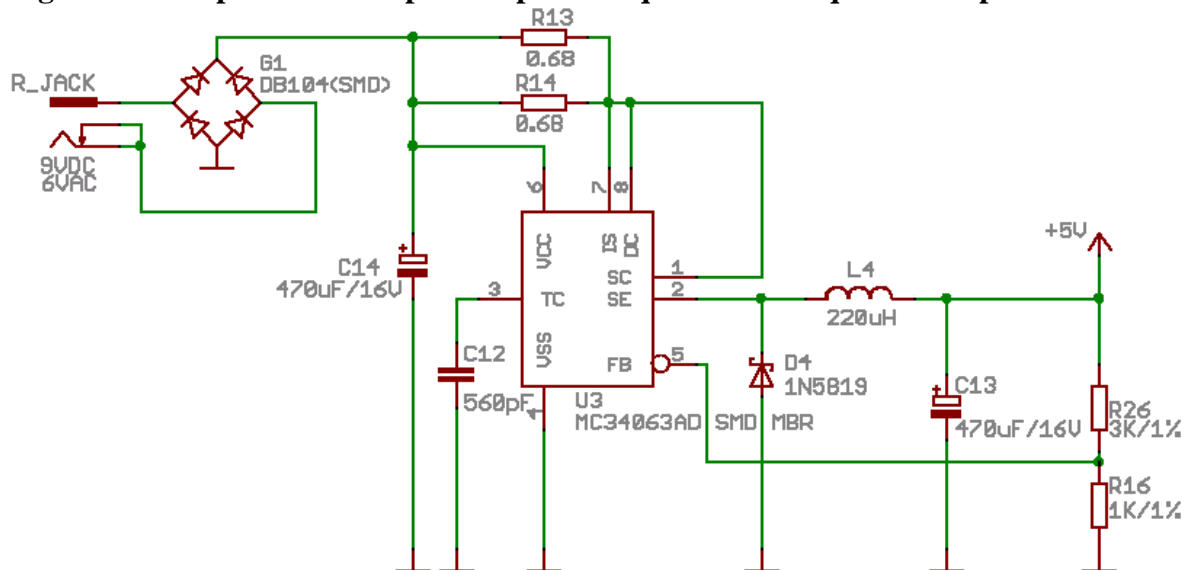 R13
0.68
G1
DB104(SMD)
R_JACK
R14
0.68
9VDC
6VAC
6
7
8
VCC
IS
DC
+5V
C14
470uF/16V
SC
1
L4
3
TC
SE
2
220uH
VSS
C12
FB
5
D4
1N5819
560pF
4
U3
MC34063AD SMD MBR
C13
470uF/16V
R26
3K/1%
R16
1K/1%